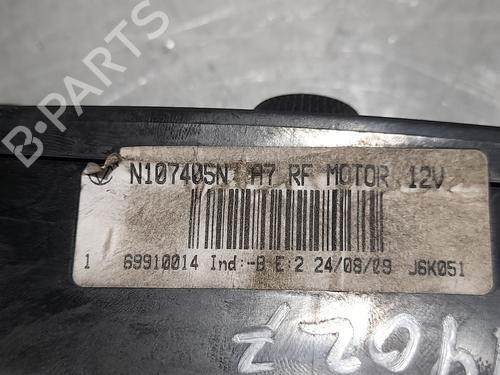 B-PARTS
N107405N A7 RF MOTOR 12V
1 69910014 Ind:-B E:2 24/08/09 J6K051